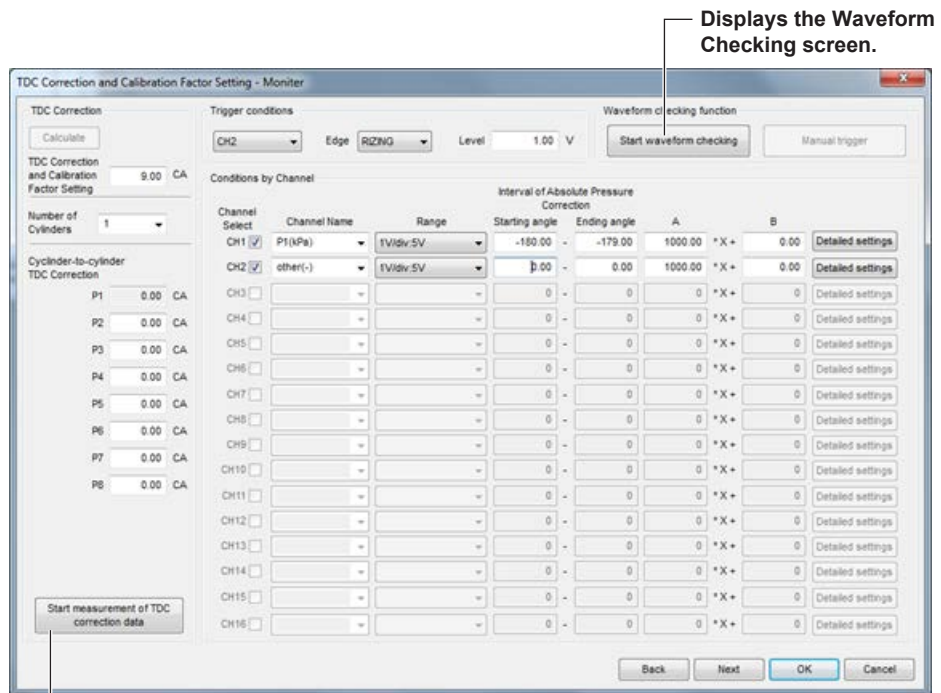 Displays the Waveform
Checking screen.
TDC Correction and Calibration Factor Setting - Moniter
TDC Correction
Calculate
TDC Correction
and Calibration
Factor Setting
9.00 CA
Number of
Cylinders
1
Cyclinder-to-cylinder
TDC Correction
P1 0.00 CA
P2 0.00 CA
P3 0.00 CA
P4 0.00 CA
P5 0.00 CA
P6 0.00 CA
P7 0.00 CA
P8 0.00 CA
Start measurement of TDC
correction data
Trigger conditions
CH2 Edge RIZING Level 1.00 V
Waveform checking function
Start waveform checking Manual trigger
Conditions by Channel
Interval of Absolute Pressure
Correction
Channel
Select Channel Name Range Starting angle Ending angle A B
CH1 P1(kPa) 1V/div:5V -180.00 - -179.00 1000.00 * X + 0.00 Detailed settings
CH2 other(-) 1V/div:5V 0.00 - 0.00 1000.00 * X + 0.00 Detailed settings
CH3 0 - 0 0 * X + 0 Detailed settings
CH4 0 - 0 0 * X + 0 Detailed settings
CH5 0 - 0 0 * X + 0 Detailed settings
CH6 0 - 0 0 * X + 0 Detailed settings
CH7 0 - 0 0 * X + 0 Detailed settings
CH8 0 - 0 0 * X + 0 Detailed settings
CH9 0 - 0 0 * X + 0 Detailed settings
CH10 0 - 0 0 * X + 0 Detailed settings
CH11 0 - 0 0 * X + 0 Detailed settings
CH12 0 - 0 0 * X + 0 Detailed settings
CH13 0 - 0 0 * X + 0 Detailed settings
CH14 0 - 0 0 * X + 0 Detailed settings
CH15 0 - 0 0 * X + 0 Detailed settings
CH16 0 - 0 0 * X + 0 Detailed settings
Back Next OK Cancel